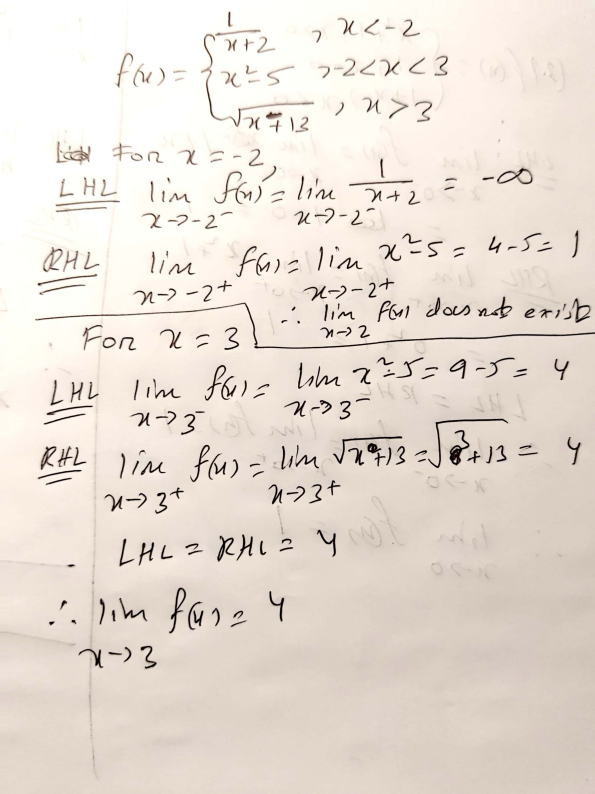 f(x) = { 1/(x+2) , x < -2
x² - 5 , -2 < x < 3
√(x+13) , x > 3
For x = -2,
LHL lim x→-2⁻ f(x) = lim x→-2⁻ 1/(x+2) = -∞
RHL lim x→-2⁺ f(x) = lim x→-2⁺ x² - 5 = 4 - 5 = 1
∴ lim x→2 f(x) does not exist
For x = 3
LHL lim x→3⁻ f(x) = lim x→3⁻ x² - 5 = 9 - 5 = 4
RHL lim x→3⁺ f(x) = lim x→3⁺ √(x+13) = √(3+13) = 4
LHL = RHL = 4
∴ lim x→3 f(x) = 4